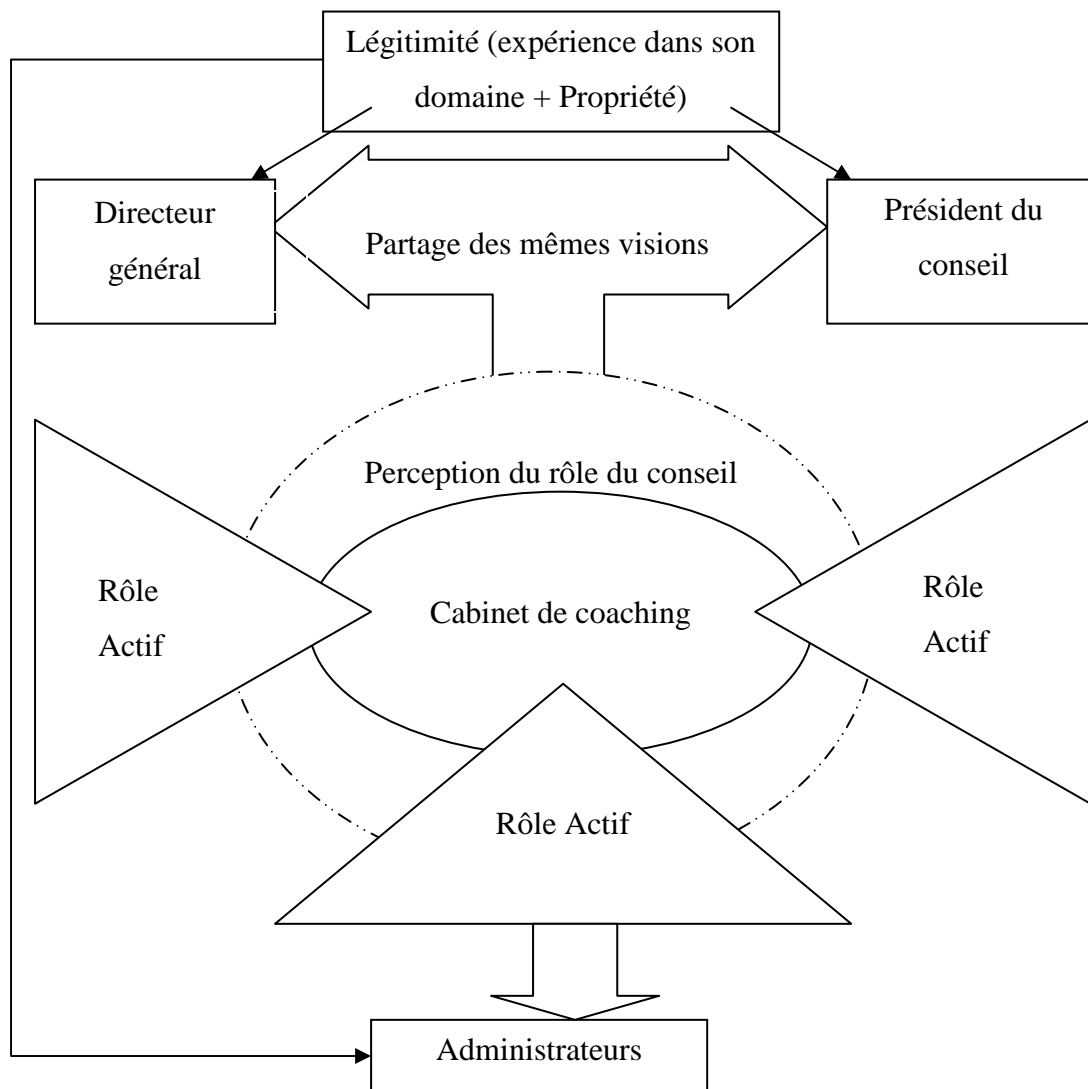 Légitimité (expérience dans son
domaine + Propriété)
Directeur
général
Partage des mêmes visions
Président du
conseil
Perception du rôle du conseil
Rôle
Actif
Cabinet de coaching
Rôle
Actif
Rôle Actif
Administrateurs